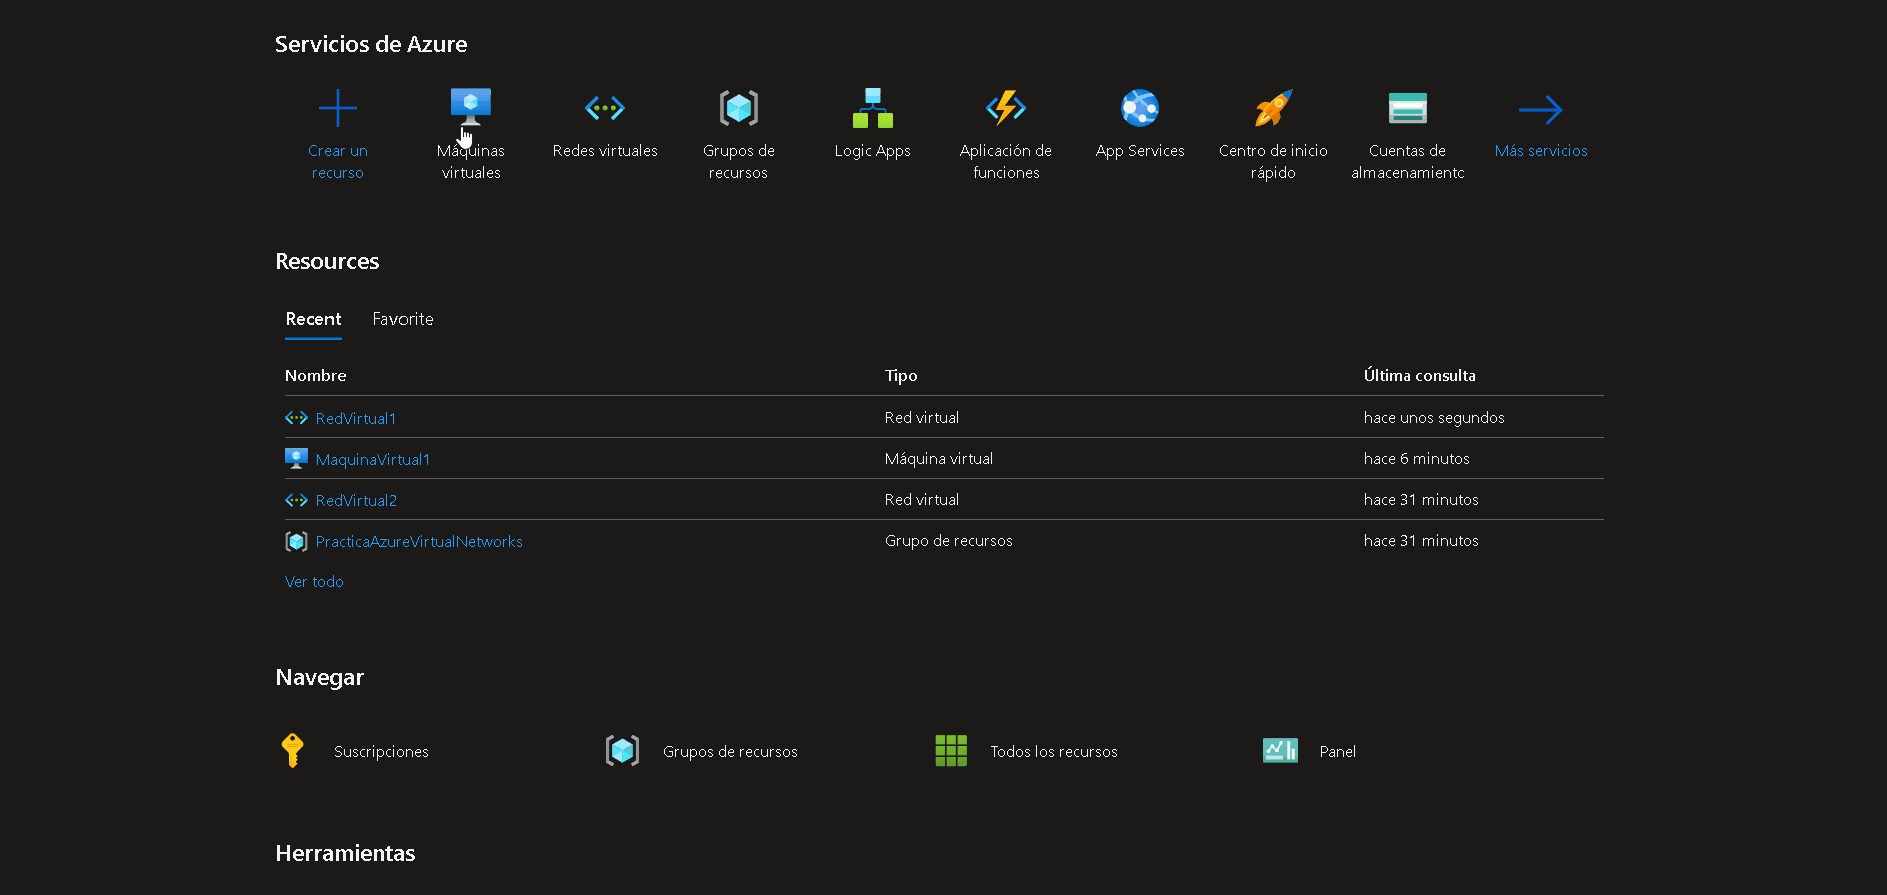 Servicios de Azure
Crear un
recurso
Máquinas
virtuales
Redes virtuales
Grupos de
recursos
Logic Apps
Aplicación de
funciones
App Services
Centro de inicio
rápido
Cuentas de
almacenamiento
Más servicios
Resources
Recent Favorite
Nombre Tipo Última consulta
RedVirtual1 Red virtual hace unos segundos
MaquinaVirtual1 Máquina virtual hace 6 minutos
RedVirtual2 Red virtual hace 31 minutos
PracticaAzureVirtualNetworks Grupo de recursos hace 31 minutos
Ver todo
Navegar
Suscripciones Grupos de recursos Todos los recursos Panel
Herramientas